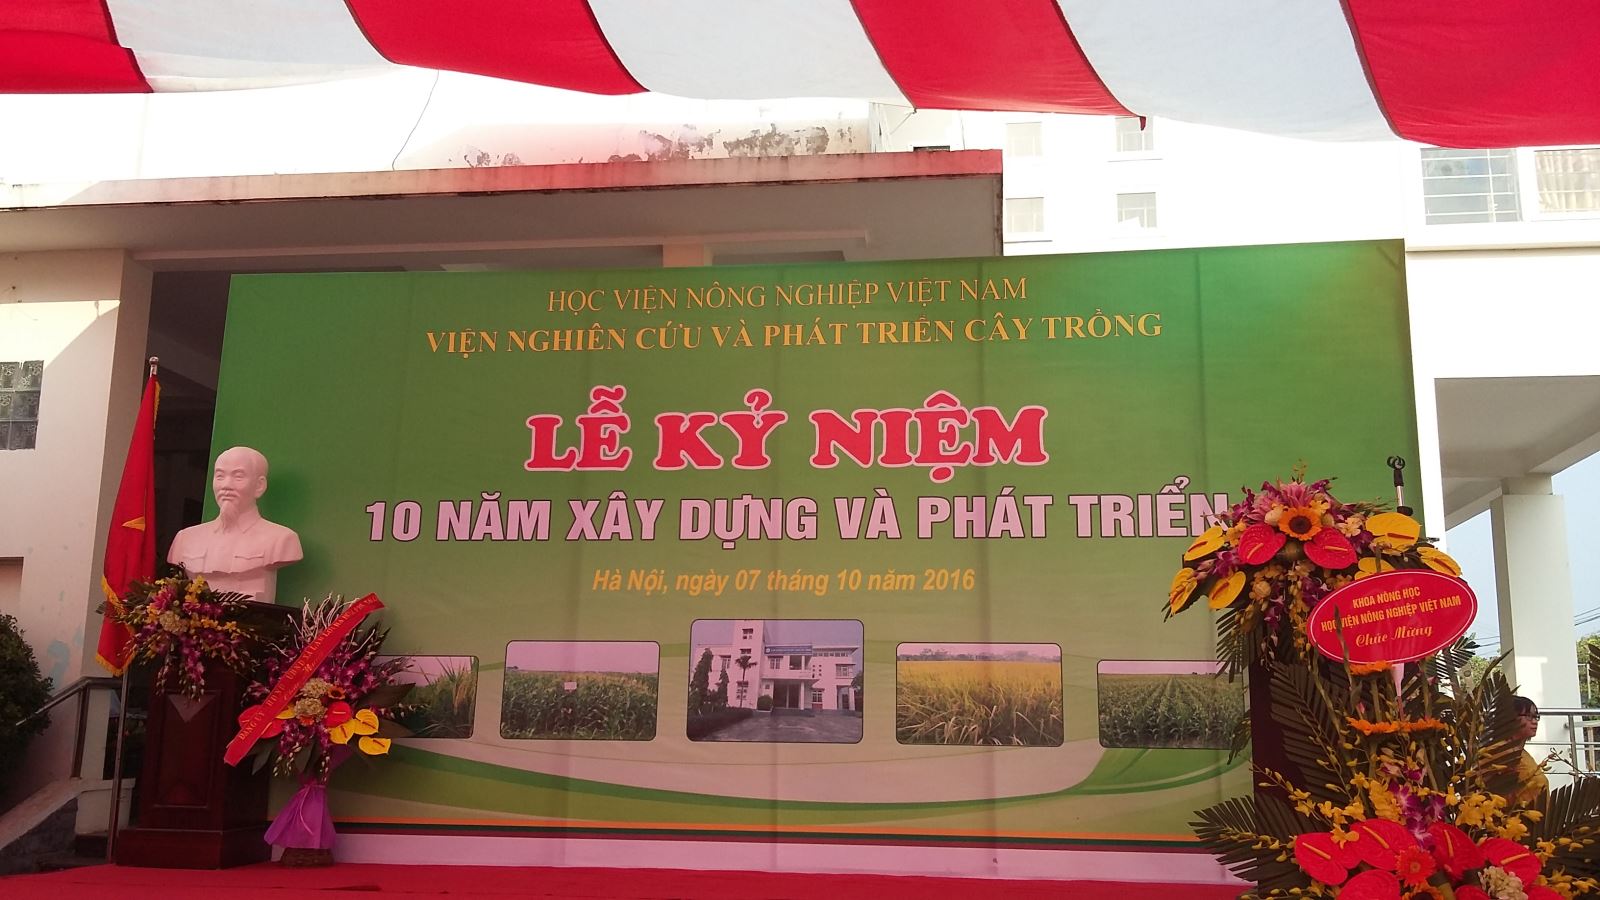 HỌC VIỆN NÔNG NGHIỆP VIỆT NAM
VIỆN NGHIÊN CỨU VÀ PHÁT TRIỂN CÂY TRỒNG
LỄ KỶ NIỆM
10 NĂM XÂY DỰNG VÀ PHÁT TRIỂN
Hà Nội, ngày 07 tháng 10 năm 2016
KHOA NÔNG HỌC
HỌC VIỆN NÔNG NGHIỆP VIỆT NAM
Chúc Mừng